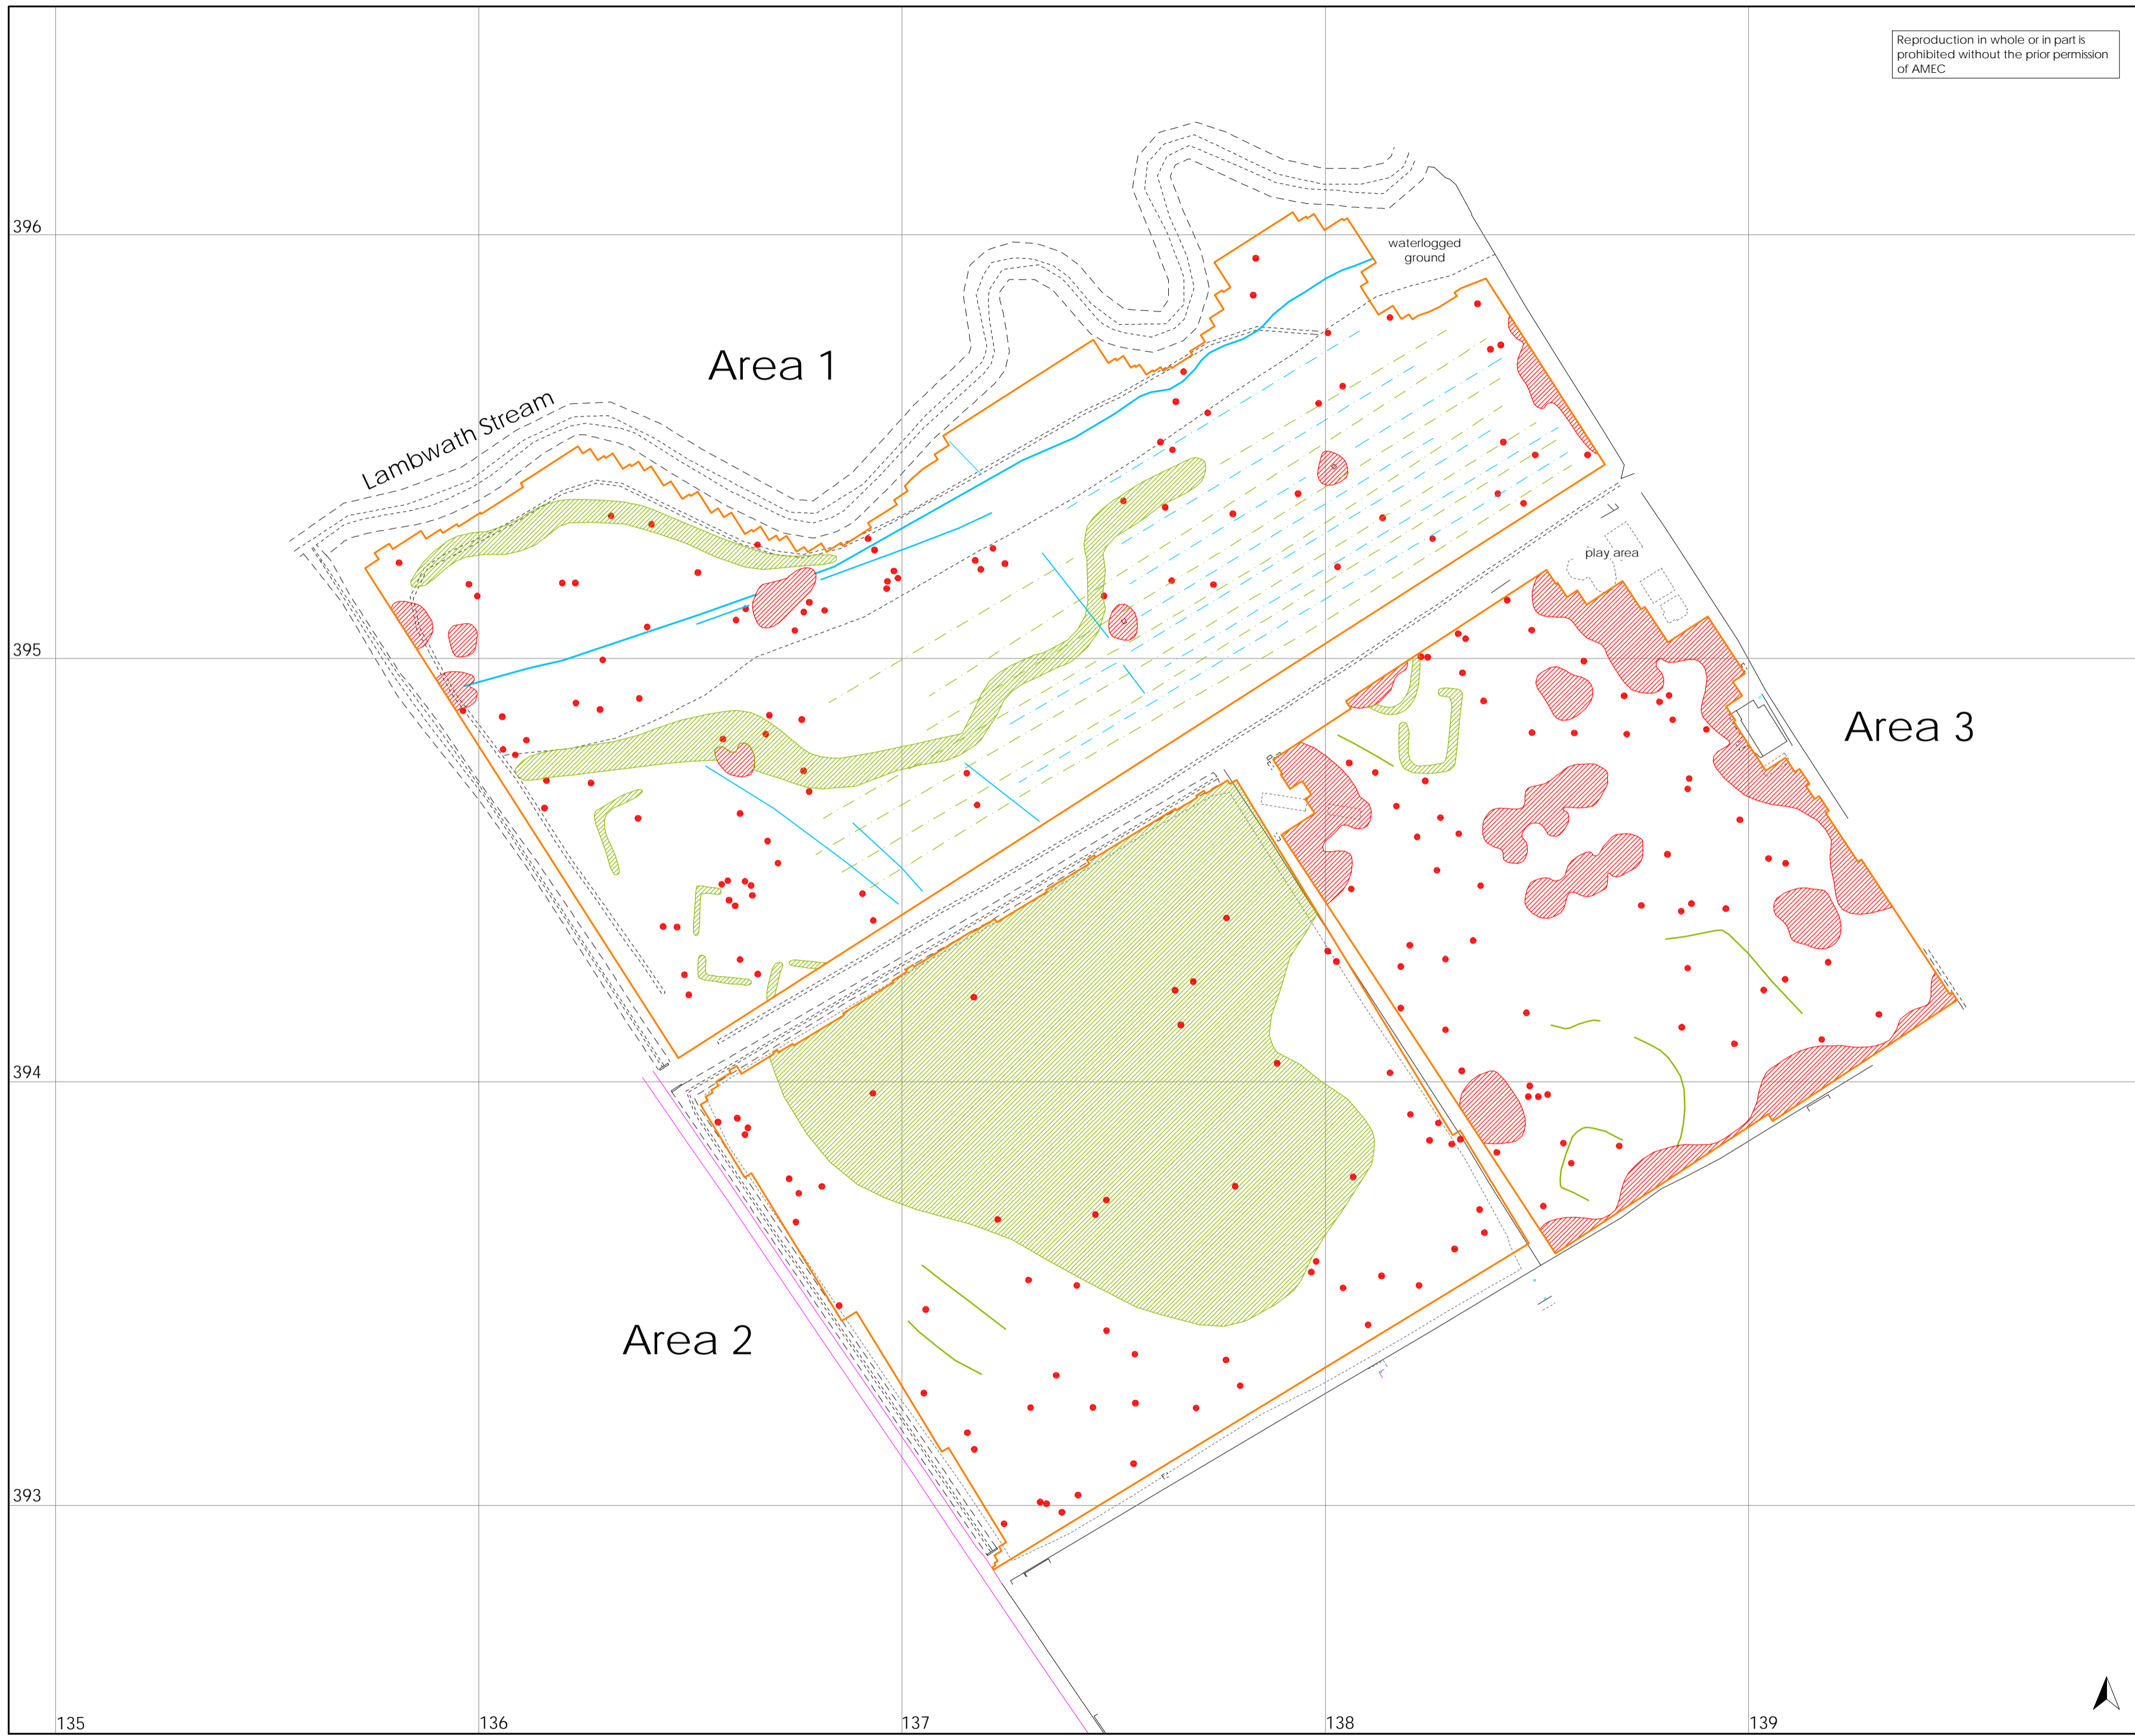 Reproduction in whole or in part is
prohibited without the prior permission
of AMEC
396
waterlogged
ground
Area 1
Lambwath Stream
play area
395
Area 3
394
Area 2
393
135
136
137
138
139